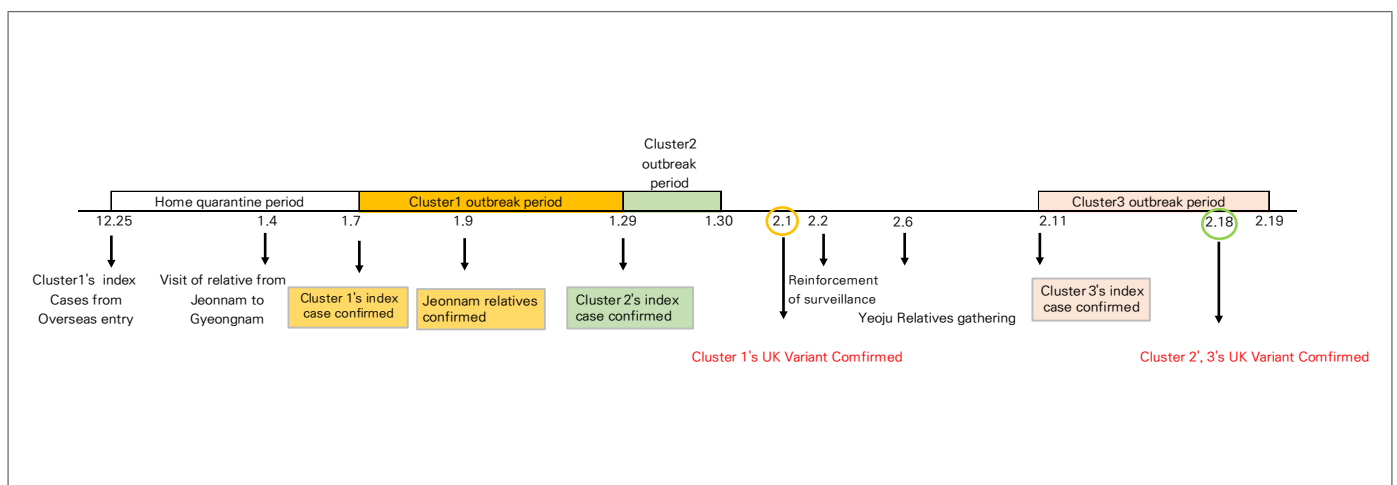 Cluster2
outbreak
period
Home quarantine period
Cluster1 outbreak period
Cluster3 outbreak period
12.25
1.4
1.7
1.9
1.29
1.30
2.1
2.2
2.6
2.11
2.18
2.19
Cluster1's index
Cases from
Overseas entry
Visit of relative from
Jeonnam to
Gyeongnam
Cluster 1's index
case confirmed
Jeonnam relatives
confirmed
Cluster 2's index
case confirmed
Reinforcement
of surveillance
Yeoju Relatives gathering
Cluster 3's index
case confirmed
Cluster 1's UK Variant Comfirmed
Cluster 2', 3's UK Variant Comfirmed